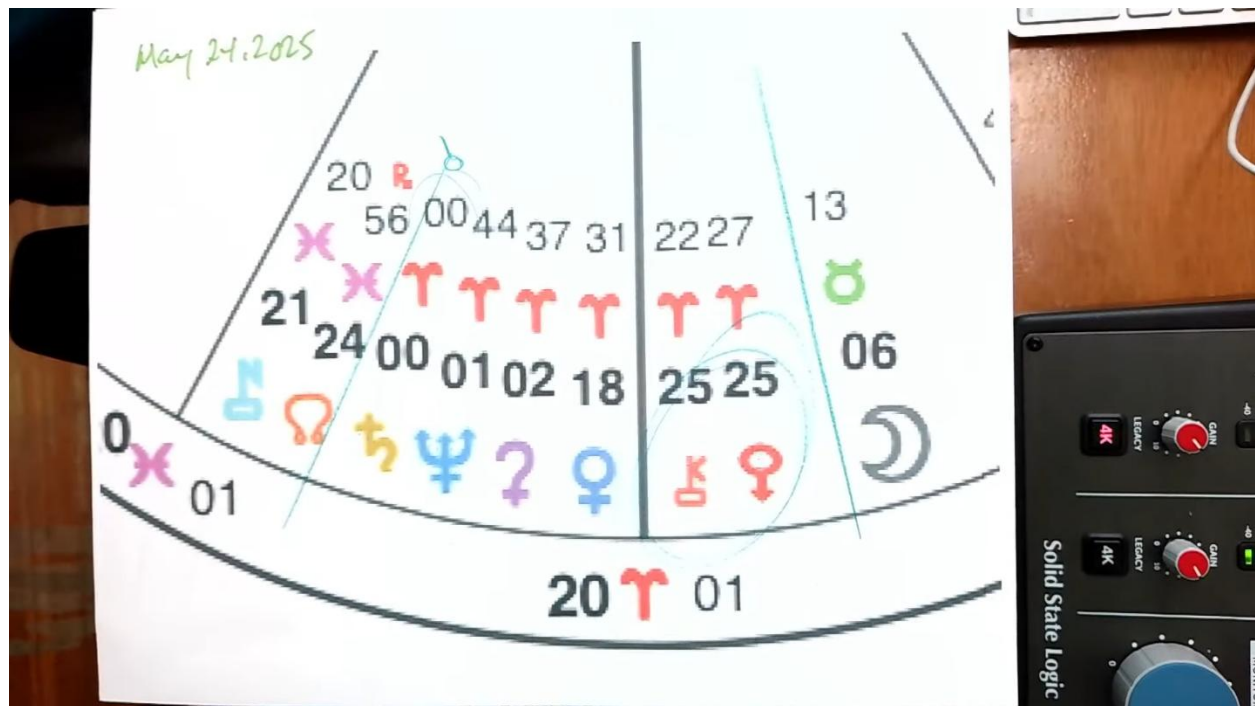 May 24, 2025
20 ℞
56 00 44 37 31 22 27 13
♓ ♓ ♈ ♈ ♈ ♈ ♈ ♈ ♉
21 24 00 01 02 18 25 25 06
☊ ♄ ♆ ⚳ ♀ ⚷ ☽
0 ♓ 01
20 ♈ 01
4K
LEGACY
GAIN
4K
LEGACY
GAIN
Solid State Logic